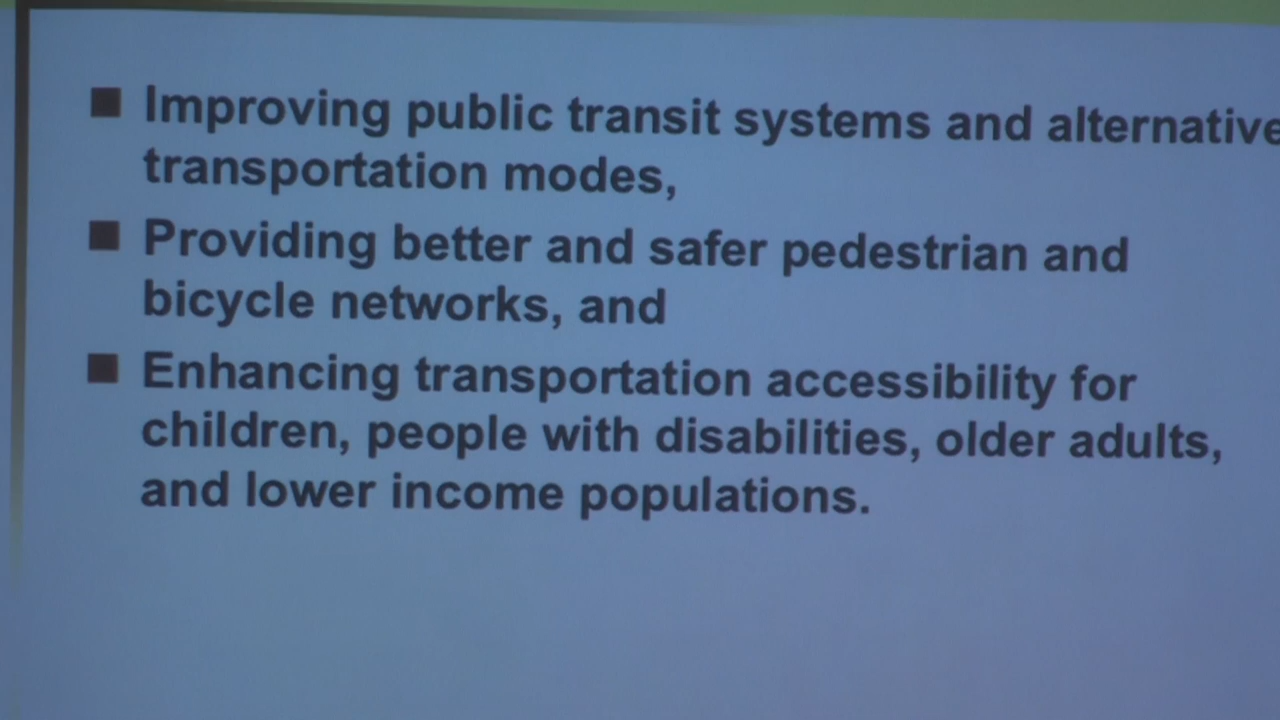 ■ Improving public transit systems and alternative
transportation modes,
■ Providing better and safer pedestrian and
bicycle networks, and
■ Enhancing transportation accessibility for
children, people with disabilities, older adults,
and lower income populations.